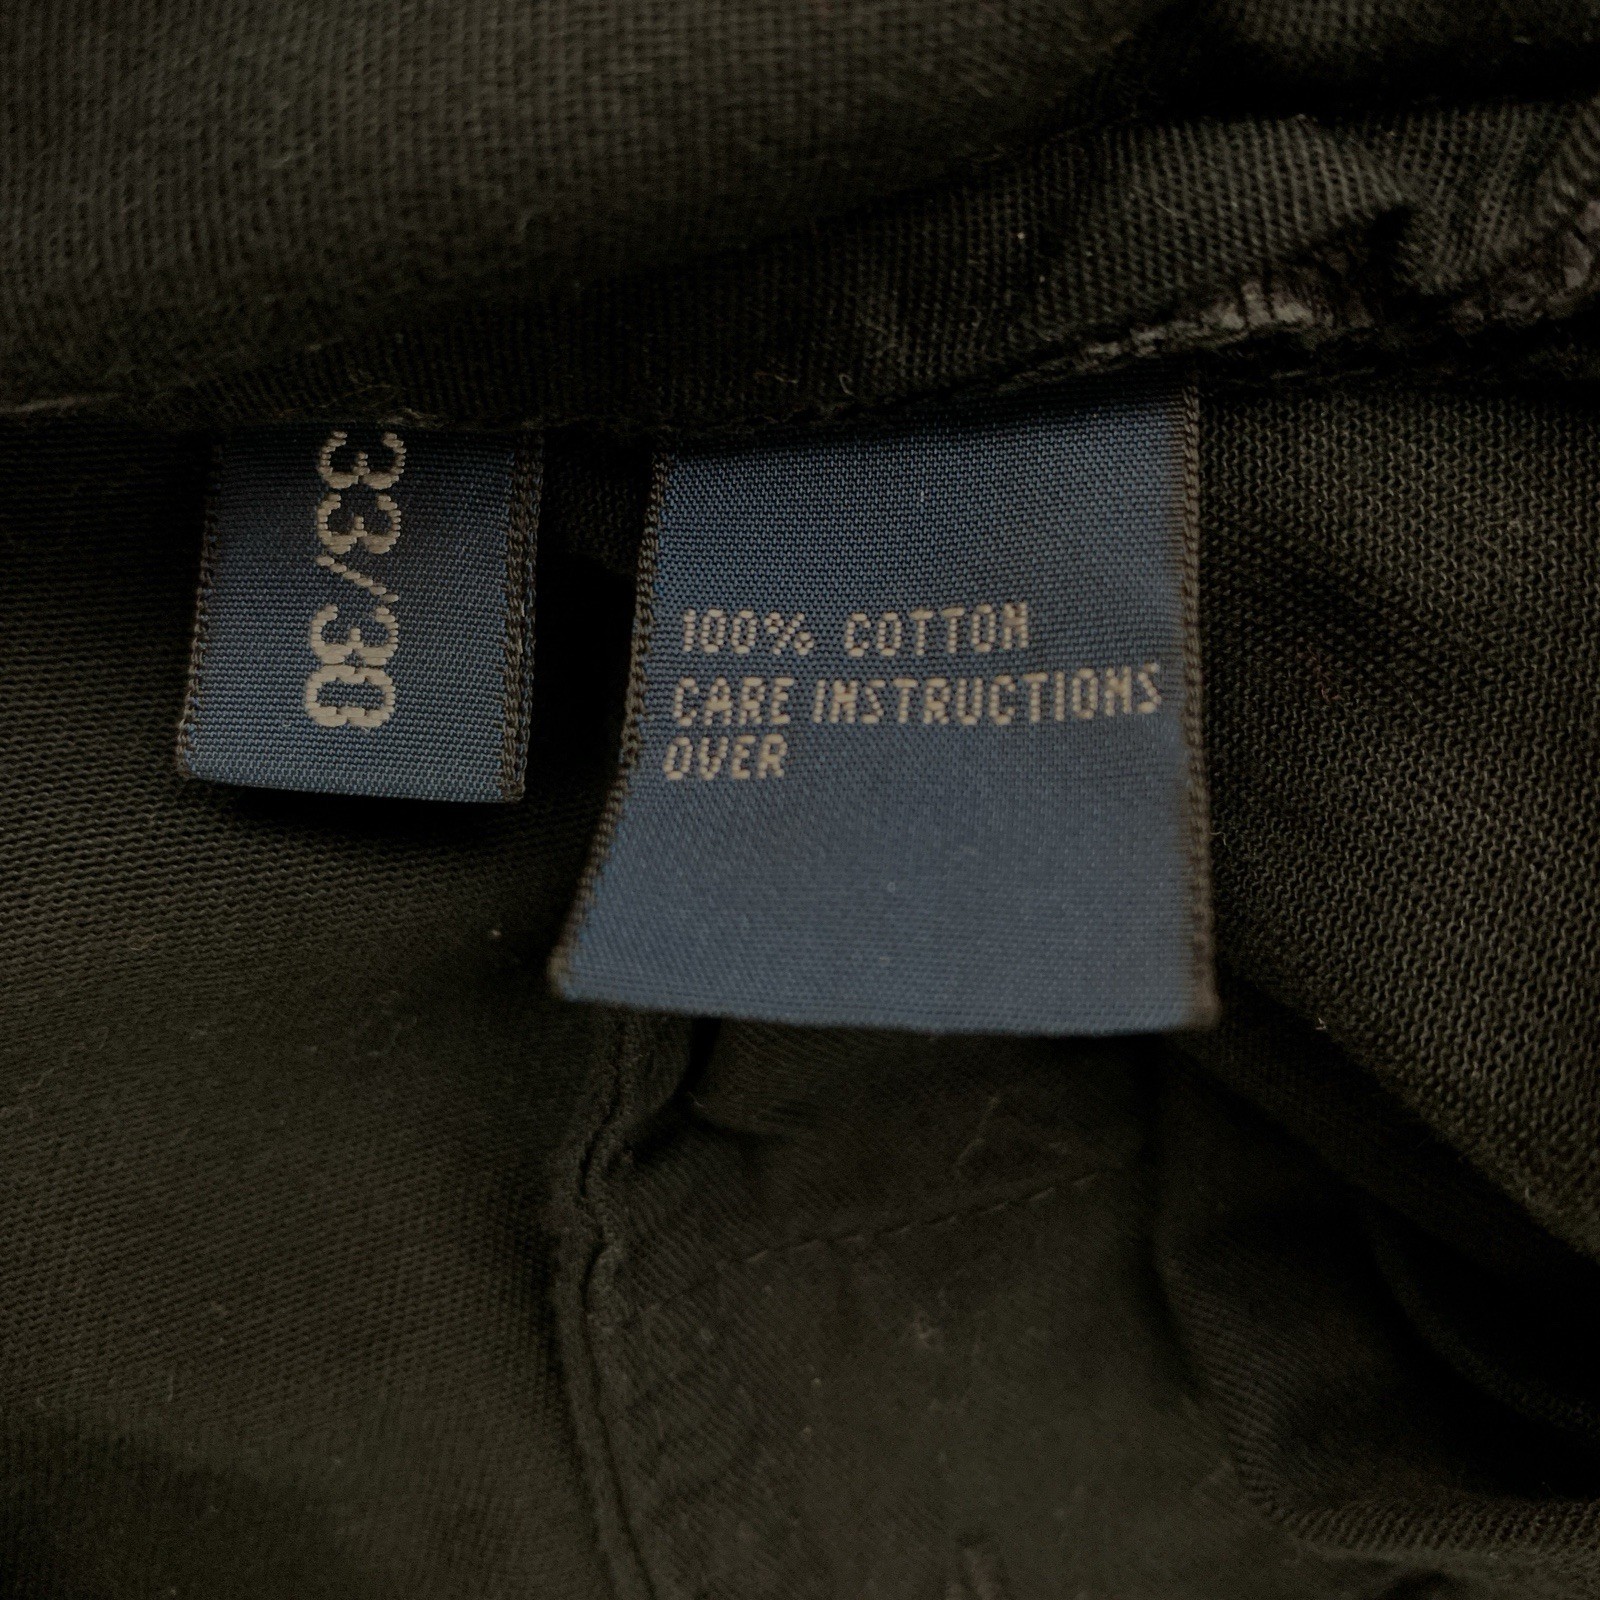 33/30
100% COTTON
CARE INSTRUCTIONS
OVER